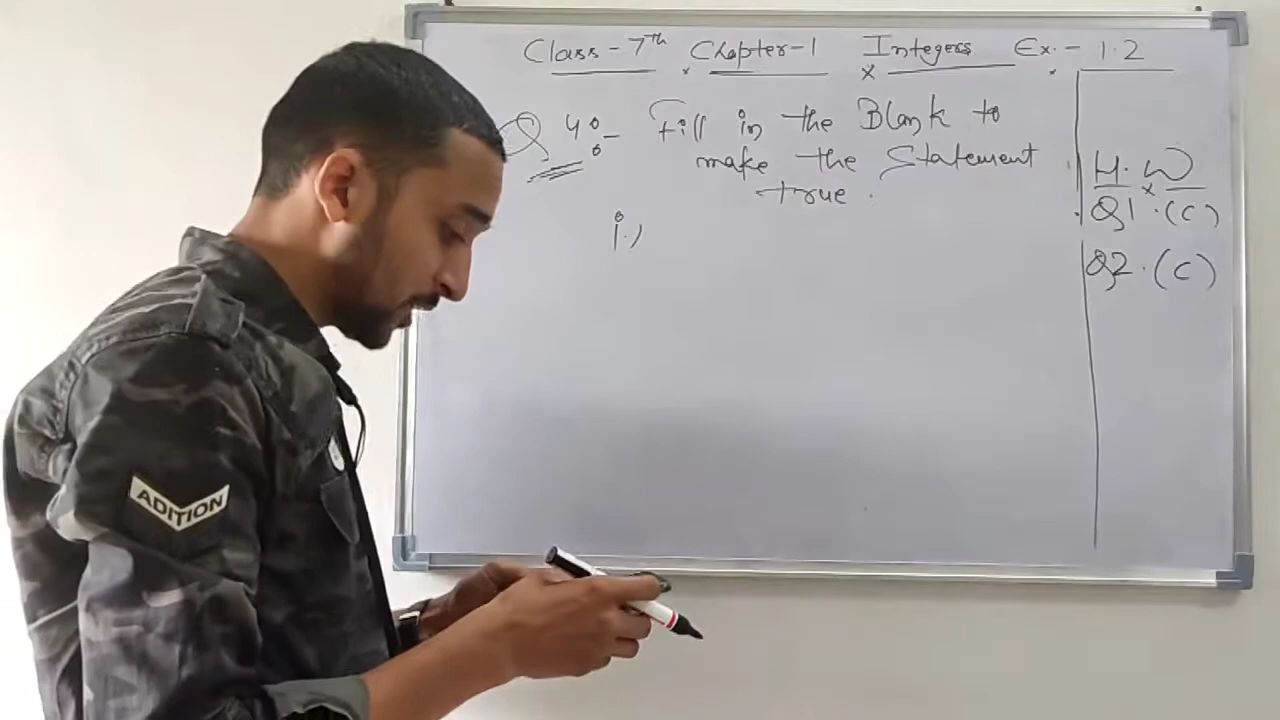 Class - 7th Chapter - 1 Integers Ex. - 1.2
Q 4:- Fill in the Blank to
make the Statement
true.
i.)
H.W
Q1.(C)
Q2.(C)
ADITION